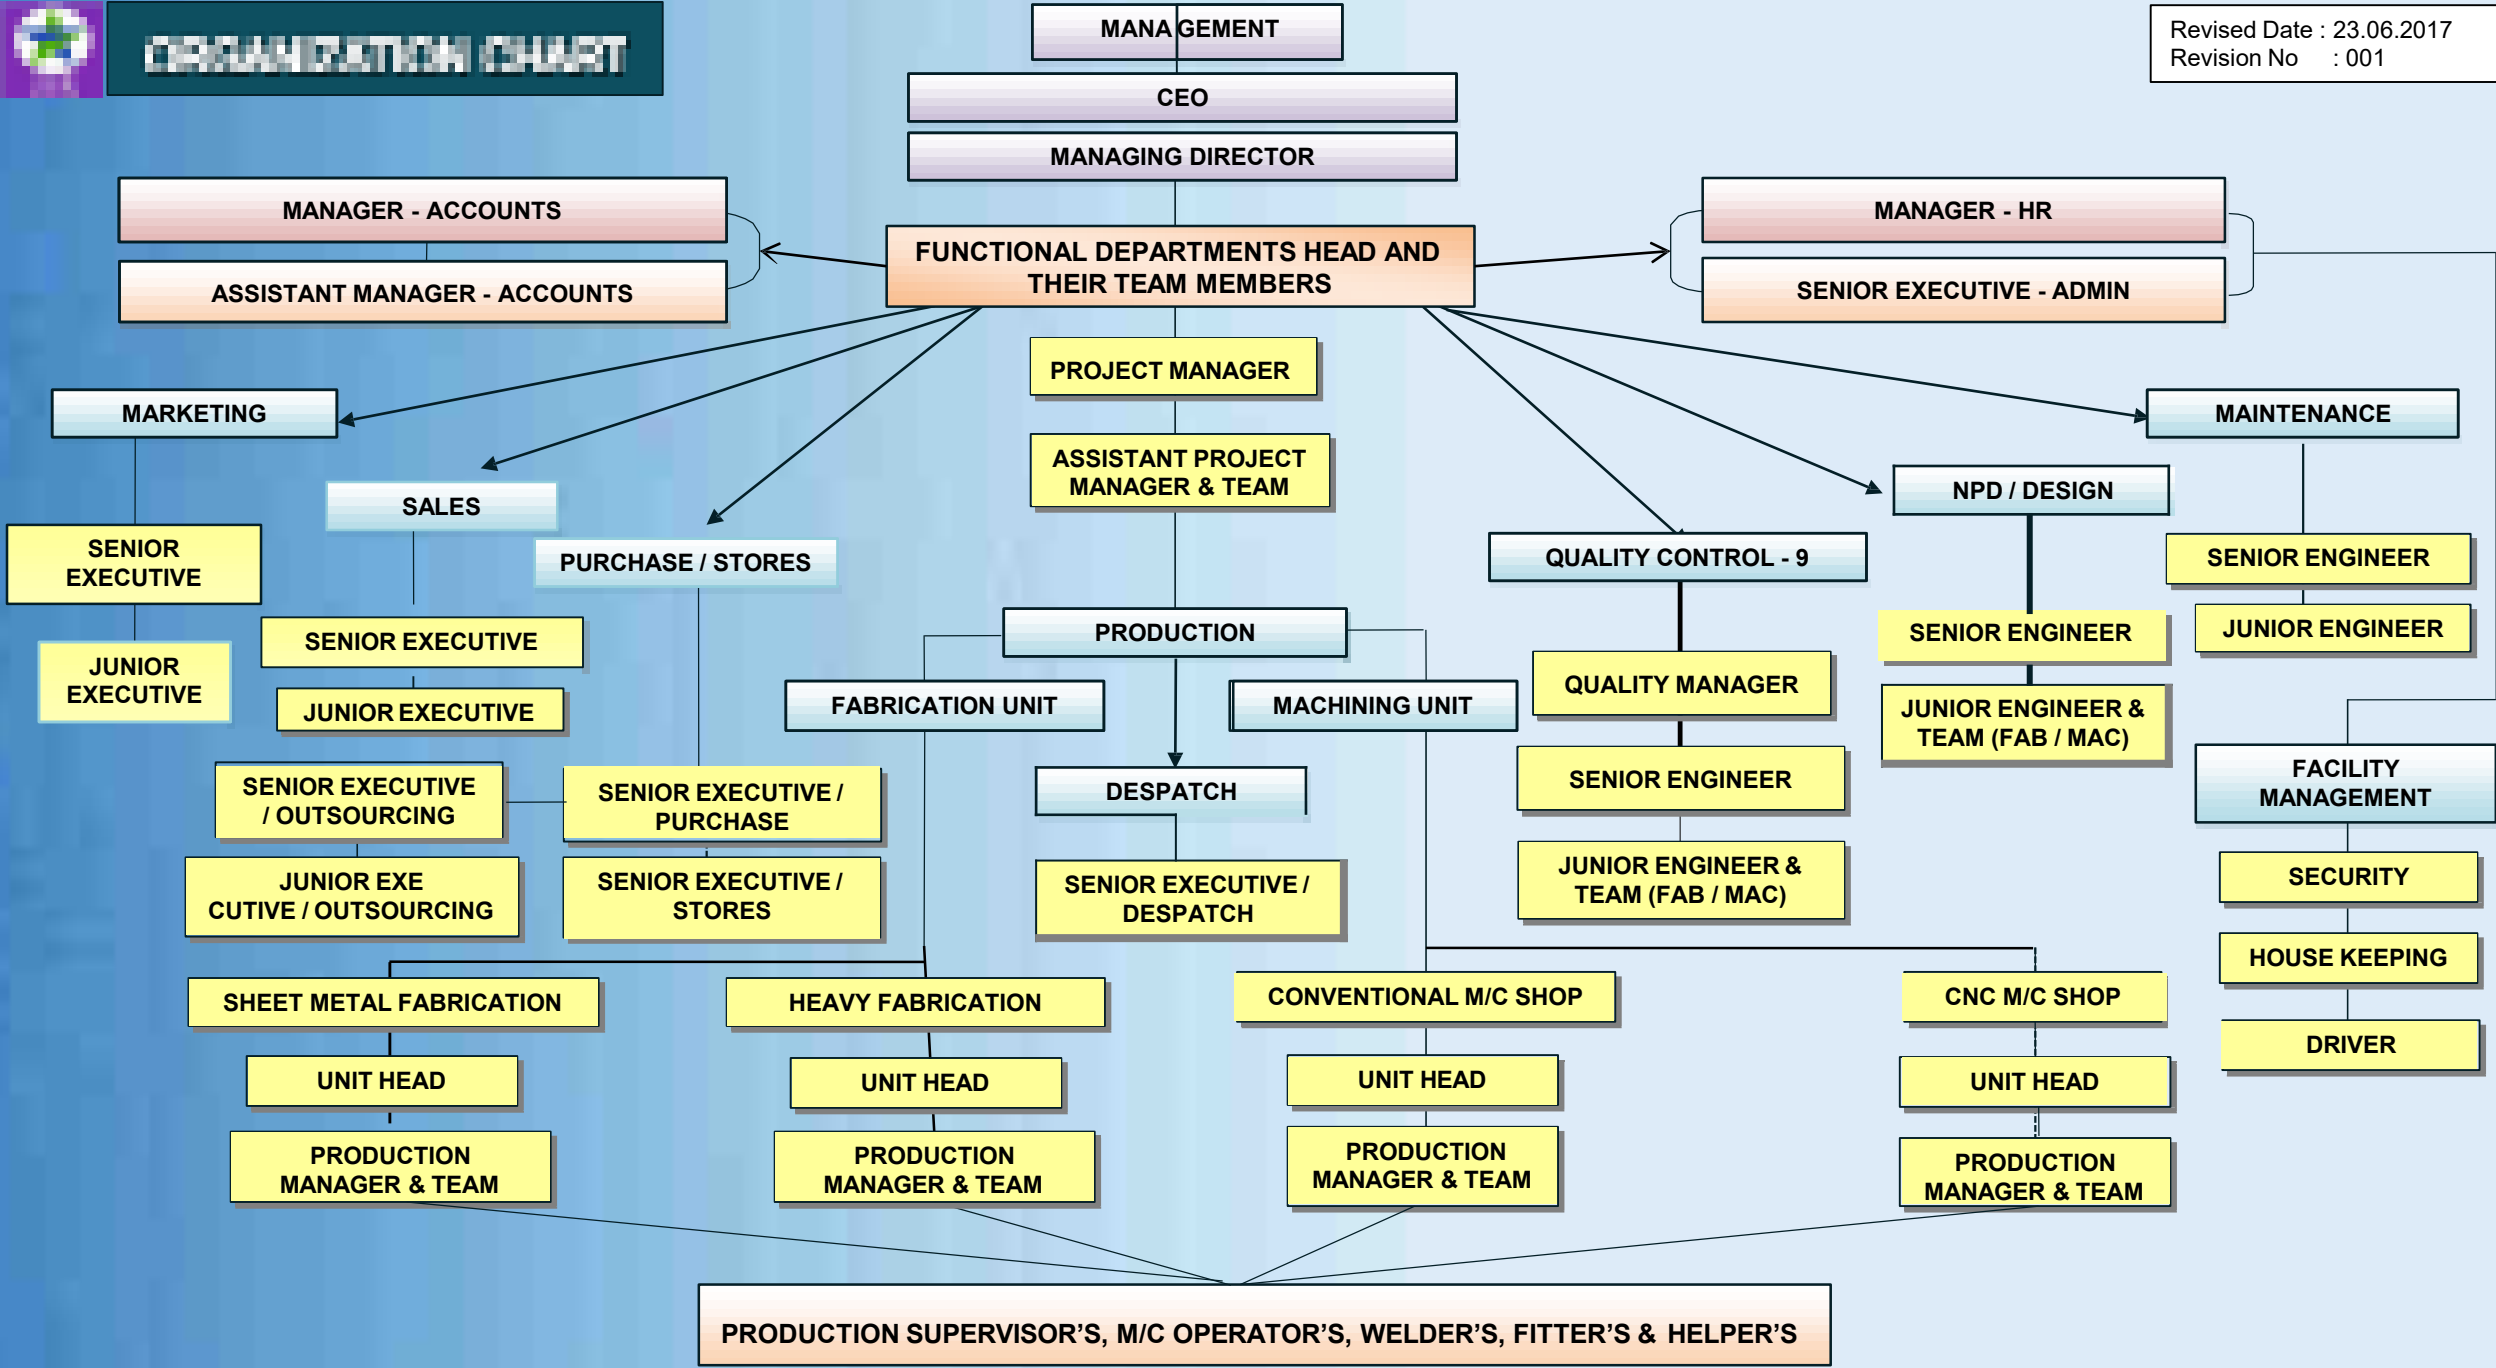 ORGANIZATION CHART
MANAGEMENT
Revised Date : 23.06.2017
Revision No : 001
CEO
MANAGING DIRECTOR
MANAGER - ACCOUNTS
MANAGER - HR
FUNCTIONAL DEPARTMENTS HEAD AND
THEIR TEAM MEMBERS
ASSISTANT MANAGER - ACCOUNTS
SENIOR EXECUTIVE - ADMIN
PROJECT MANAGER
MARKETING
MAINTENANCE
ASSISTANT PROJECT
MANAGER & TEAM
NPD / DESIGN
SALES
SENIOR
EXECUTIVE
PURCHASE / STORES
QUALITY CONTROL - 9
SENIOR ENGINEER
SENIOR EXECUTIVE
PRODUCTION
SENIOR ENGINEER
JUNIOR ENGINEER
JUNIOR
EXECUTIVE
JUNIOR EXECUTIVE
FABRICATION UNIT
MACHINING UNIT
QUALITY MANAGER
JUNIOR ENGINEER &
TEAM (FAB / MAC)
SENIOR EXECUTIVE
/ OUTSOURCING
SENIOR EXECUTIVE /
PURCHASE
DESPATCH
SENIOR ENGINEER
FACILITY
MANAGEMENT
JUNIOR EXE
CUTIVE / OUTSOURCING
SENIOR EXECUTIVE /
STORES
SENIOR EXECUTIVE /
DESPATCH
JUNIOR ENGINEER &
TEAM (FAB / MAC)
SECURITY
HOUSE KEEPING
SHEET METAL FABRICATION
HEAVY FABRICATION
CONVENTIONAL M/C SHOP
CNC M/C SHOP
DRIVER
UNIT HEAD
UNIT HEAD
UNIT HEAD
UNIT HEAD
PRODUCTION
MANAGER & TEAM
PRODUCTION
MANAGER & TEAM
PRODUCTION
MANAGER & TEAM
PRODUCTION
MANAGER & TEAM
PRODUCTION SUPERVISOR’S, M/C OPERATOR’S, WELDER’S, FITTER’S & HELPER’S